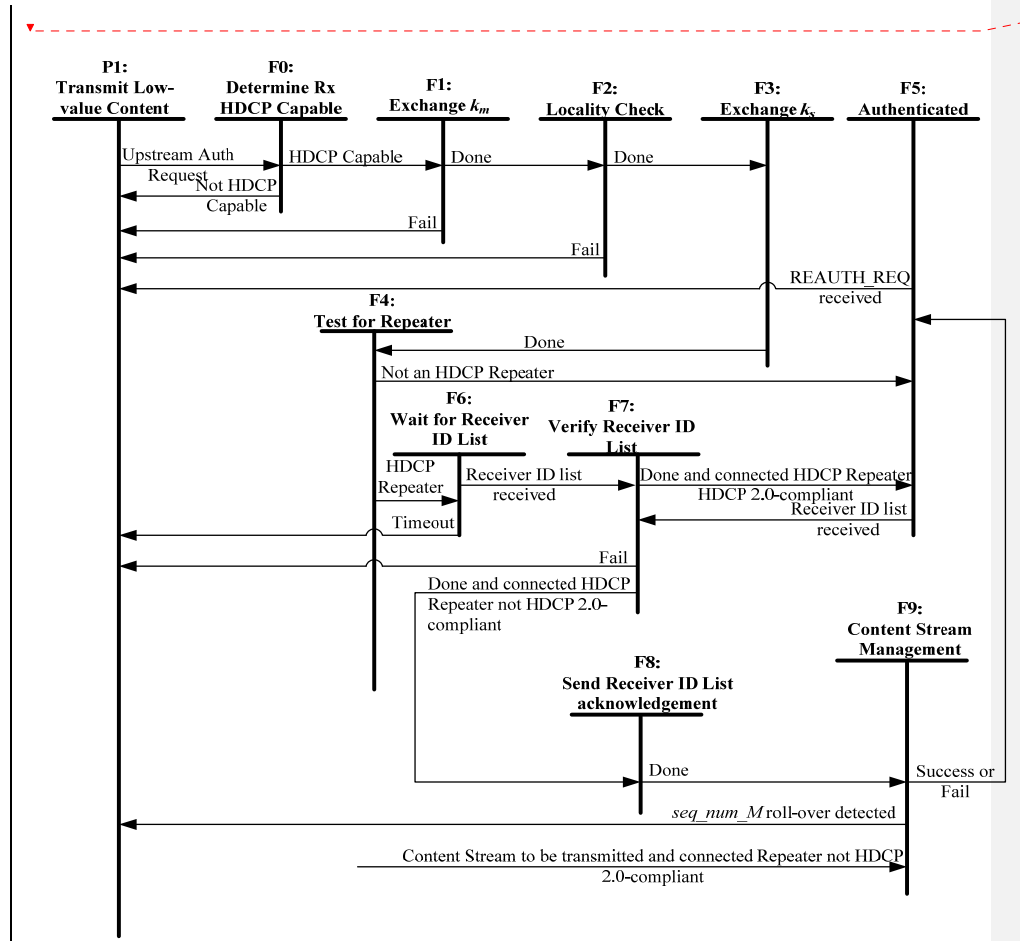 P1:
Transmit Low-
value Content
F0:
Determine Rx
HDCP Capable
F1:
Exchange km
F2:
Locality Check
F3:
Exchange ks
F5:
Authenticated
Upstream Auth
Request
HDCP Capable
Done
Done
Not HDCP
Capable
Fail
Fail
REAUTH_REQ
received
F4:
Test for Repeater
Done
Not an HDCP Repeater
F6:
Wait for Receiver
ID List
F7:
Verify Receiver ID
List
HDCP
Repeater
Receiver ID list
received
Done and connected HDCP Repeater
HDCP 2.0-compliant
Receiver ID list
received
Timeout
Fail
Done and connected HDCP
Repeater not HDCP 2.0-
compliant
F9:
Content Stream
Management
F8:
Send Receiver ID List
acknowledgement
Done
Success or
Fail
seq_num_M roll-over detected
Content Stream to be transmitted and connected Repeater not HDCP
2.0-compliant